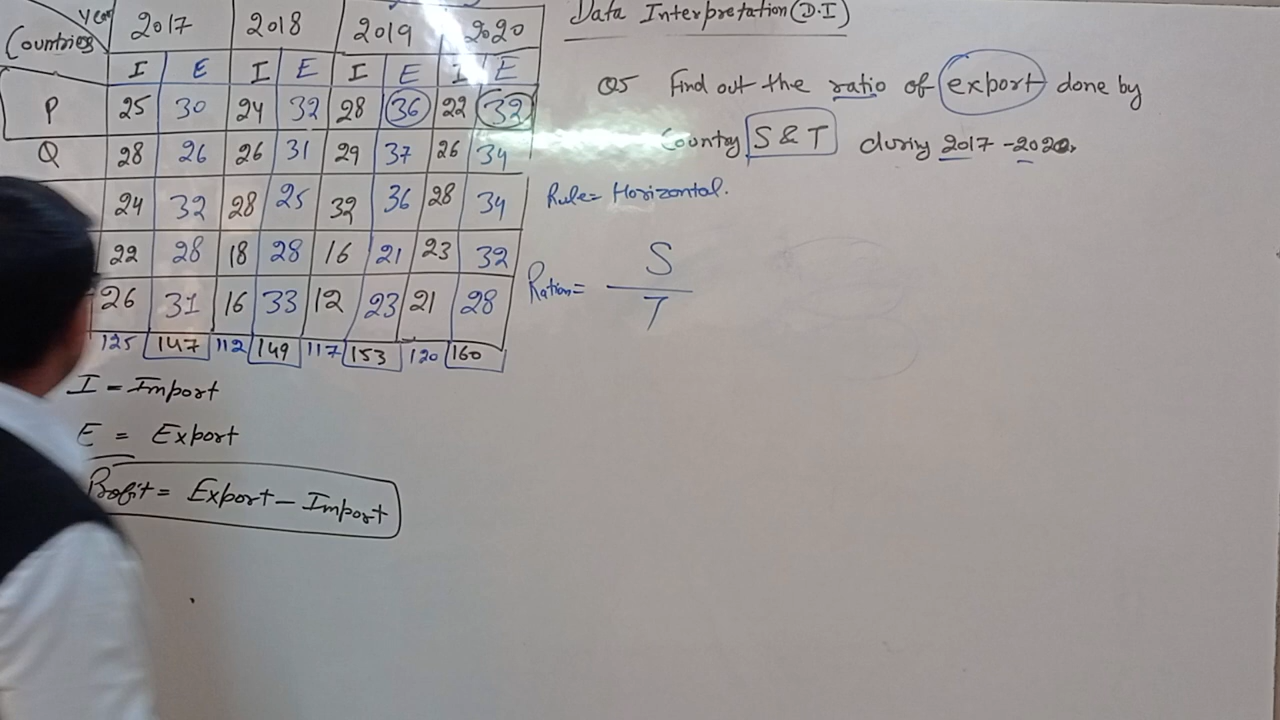 Year 2017 2018 2019 2020
Countries
I E I E I E I E
P 25 30 24 32 28 36 22 32
Q 28 26 26 31 29 37 26 34
24 32 28 25 32 36 28 34
22 28 18 28 16 21 23 32
26 31 16 33 12 23 21 28
125 147 112 149 117 153 120 160
I = Import
E = Export
Profit = Export - Import
Data Interpretation (D.I)
Q5 Find out the ratio of export done by
Country S & T during 2017 - 2020.
Rule = Horizontal.
S
Ration =
T